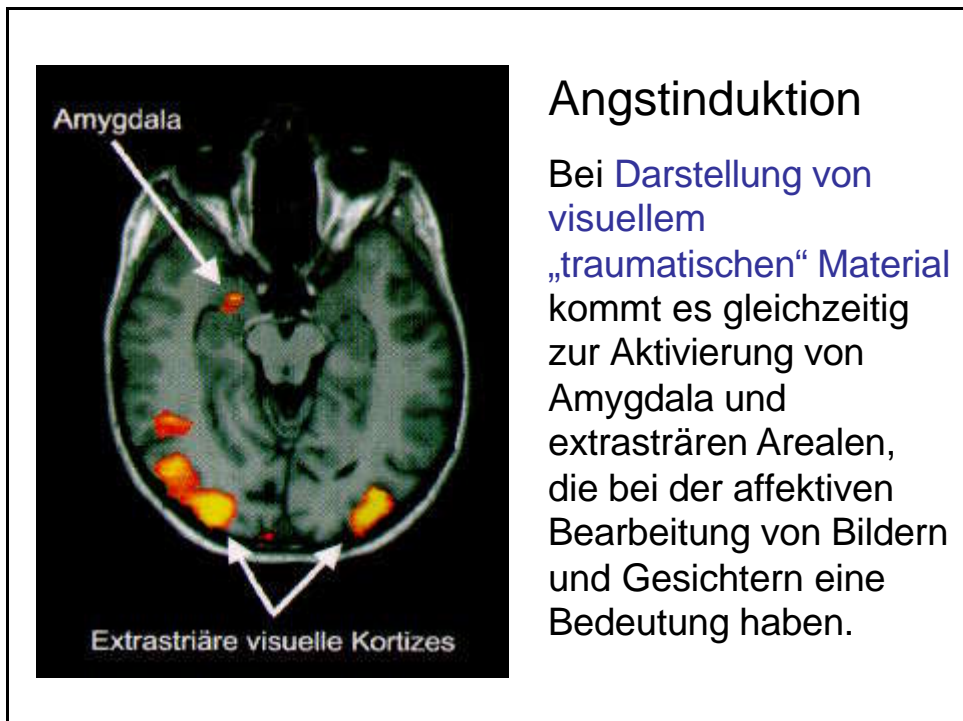 Amygdala
Extrastriäre visuelle Kortizes
Angstinduktion
Bei Darstellung von
visuellem
„traumatischen“ Material
kommt es gleichzeitig
zur Aktivierung von
Amygdala und
extrasträren Arealen,
die bei der affektiven
Bearbeitung von Bildern
und Gesichtern eine
Bedeutung haben.